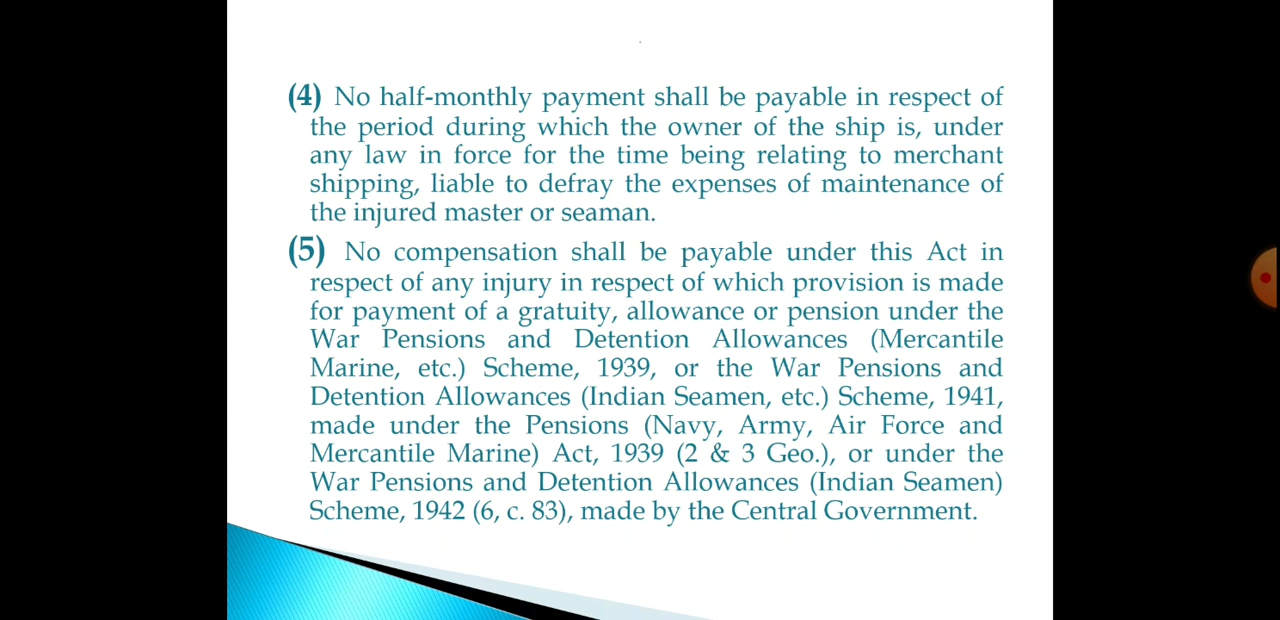 (4) No half-monthly payment shall be payable in respect of
the period during which the owner of the ship is, under
any law in force for the time being relating to merchant
shipping, liable to defray the expenses of maintenance of
the injured master or seaman.
(5) No compensation shall be payable under this Act in
respect of any injury in respect of which provision is made
for payment of a gratuity, allowance or pension under the
War Pensions and Detention Allowances (Mercantile
Marine, etc.) Scheme, 1939, or the War Pensions and
Detention Allowances (Indian Seamen, etc.) Scheme, 1941,
made under the Pensions (Navy, Army, Air Force and
Mercantile Marine) Act, 1939 (2 & 3 Geo.), or under the
War Pensions and Detention Allowances (Indian Seamen)
Scheme, 1942 (6, c. 83), made by the Central Government.